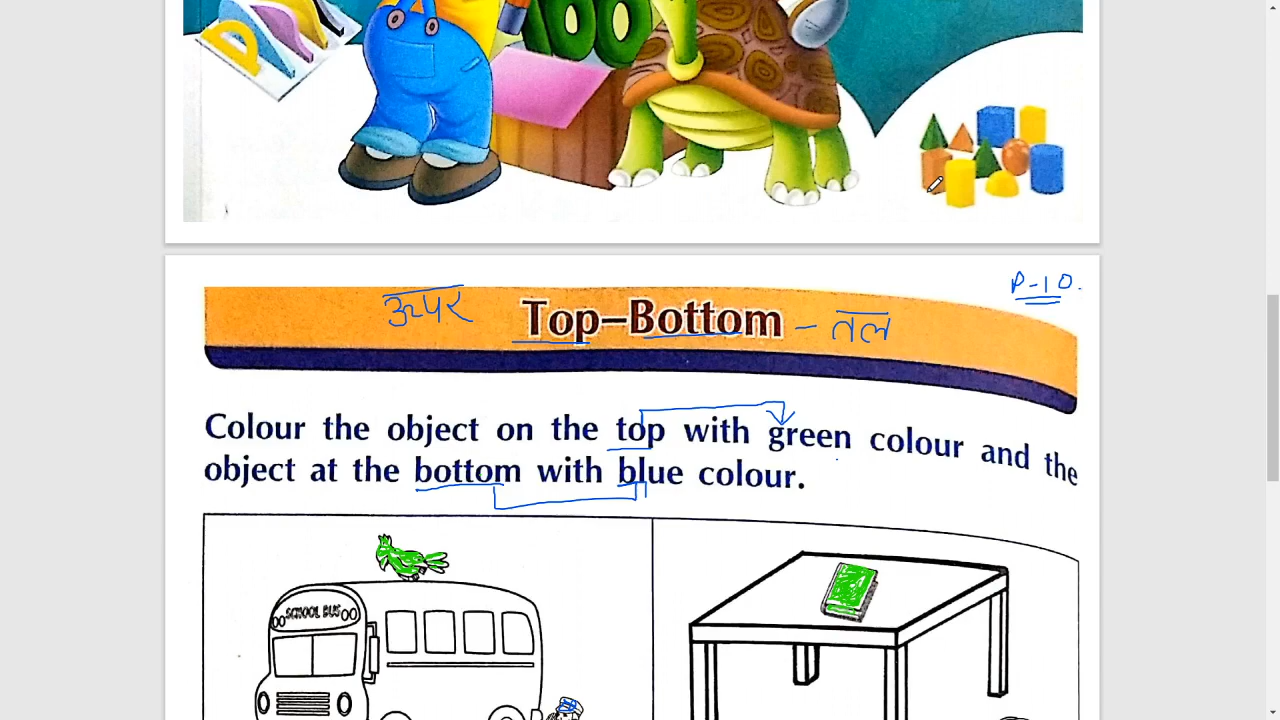 100
P-10.
ऊपर Top–Bottom – तल
Colour the object on the top with green colour and the
object at the bottom with blue colour.
SCHOOL BUS